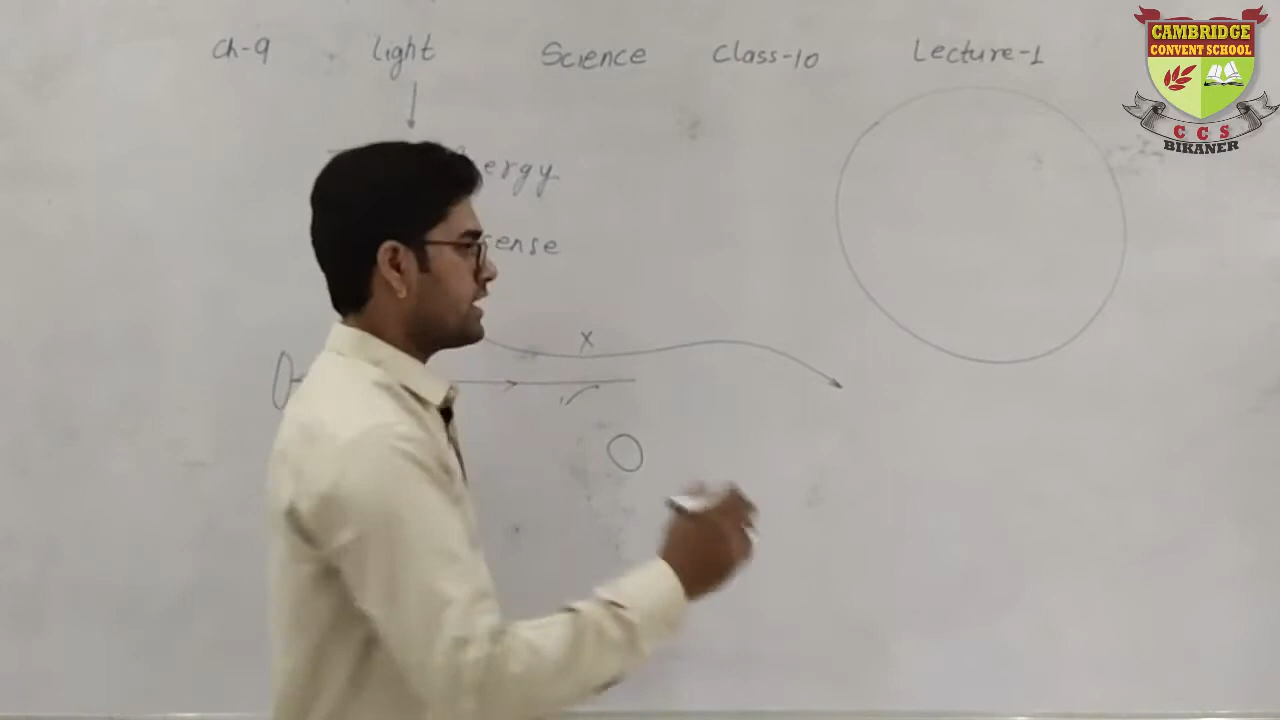 Ch-9 light Science Class-10 Lecture-1
ergy
sense
x
CAMBRIDGE
CONVENT SCHOOL
C C S
BIKANER